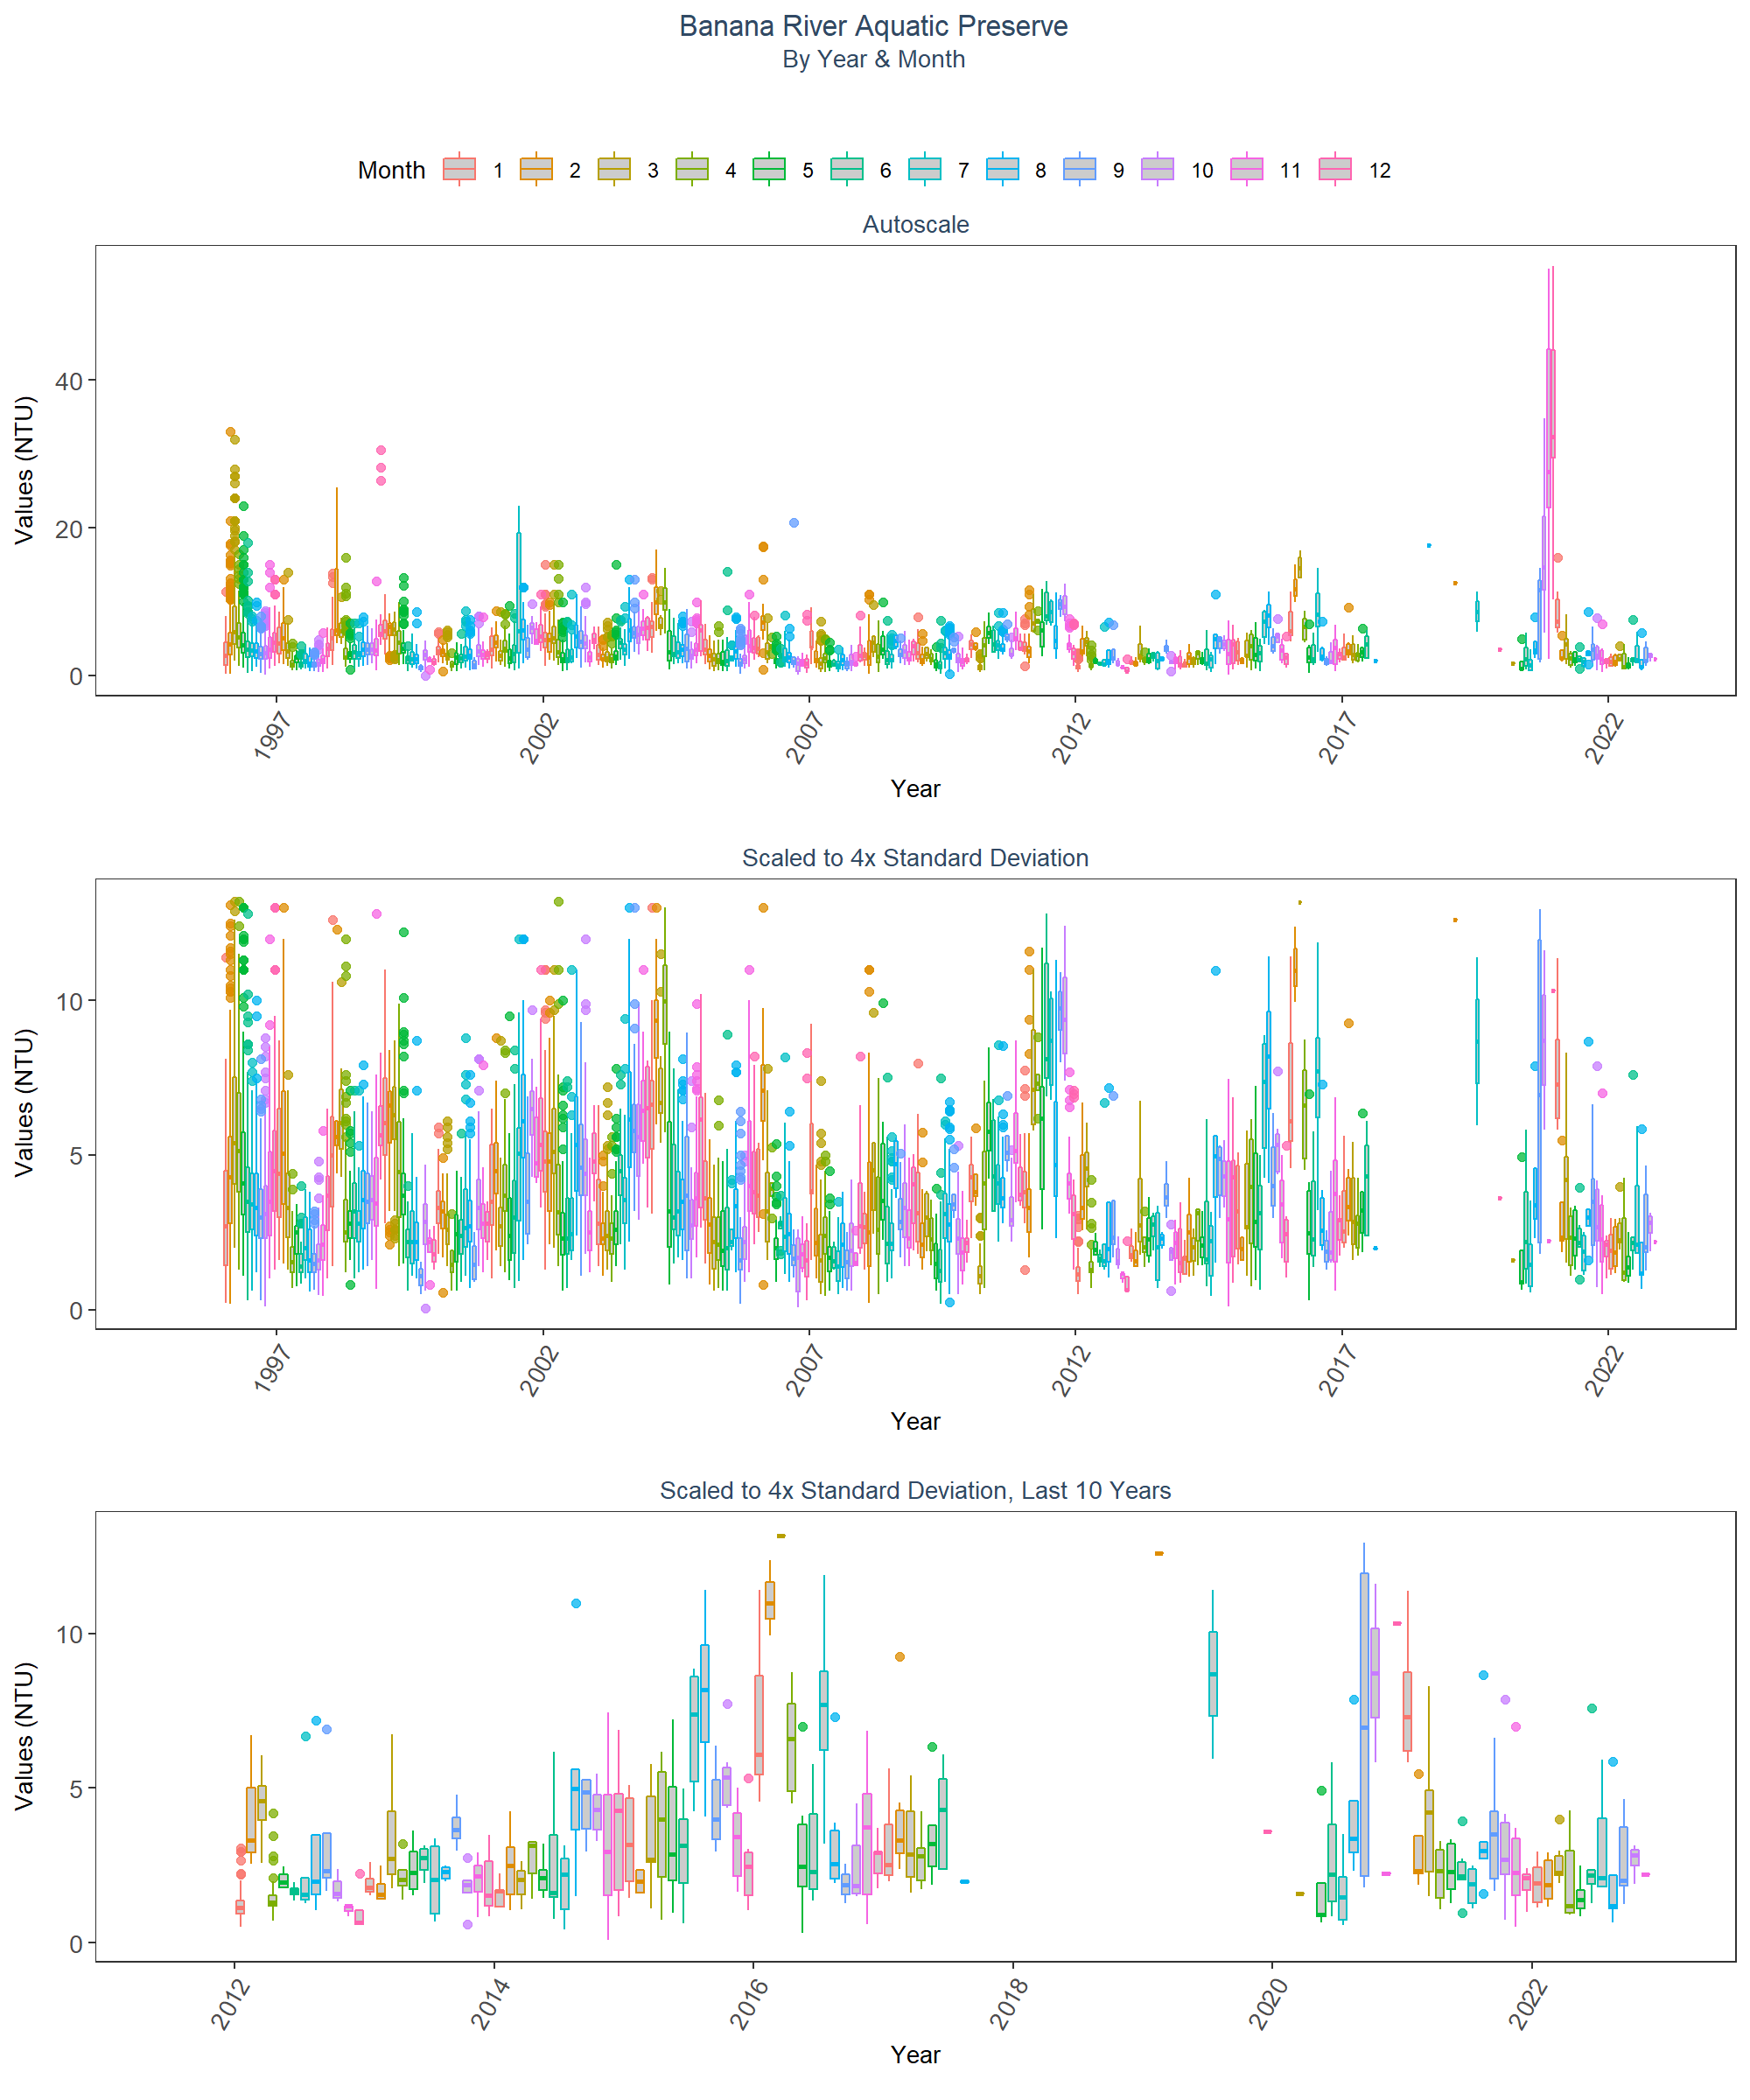 Banana River Aquatic Preserve
By Year & Month
Month 1 2 3 4 5 6 7 8 9 10 11 12
Autoscale
Values (NTU)
40
20
0
1997 2002 2007 2012 2017 2022
Year
Scaled to 4x Standard Deviation
Values (NTU)
10
5
0
1997 2002 2007 2012 2017 2022
Year
Scaled to 4x Standard Deviation, Last 10 Years
Values (NTU)
10
5
0
2012 2014 2016 2018 2020 2022
Year